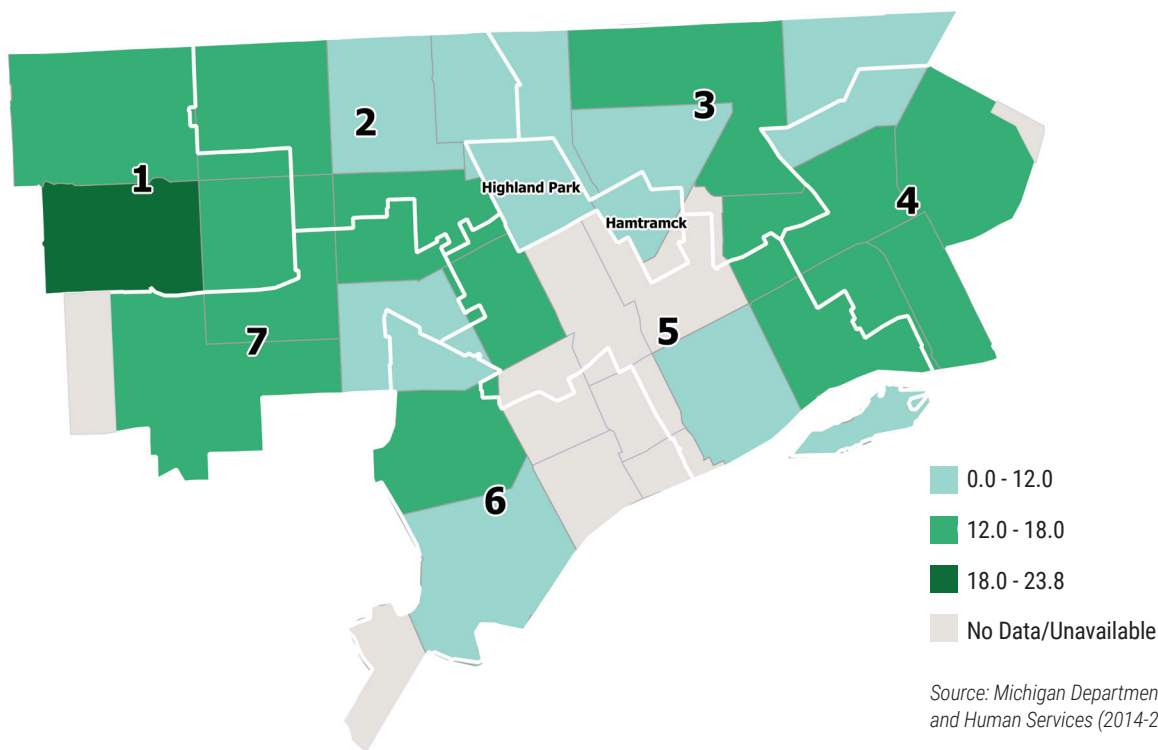 3
2
1
Highland Park
4
Hamtramck
5
7
6
0.0 - 12.0
12.0 - 18.0
18.0 - 23.8
No Data/Unavailable
Source: Michigan Departmen
and Human Services (2014-2